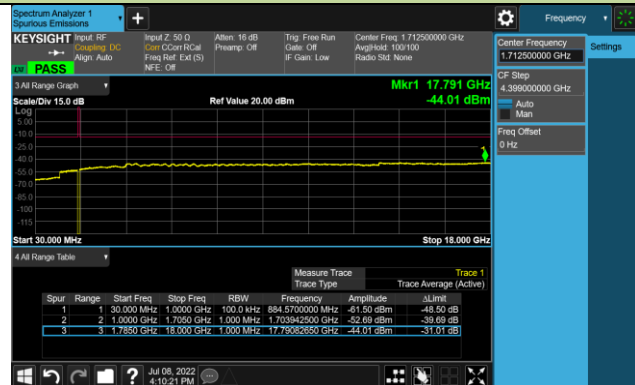 Spectrum Analyzer 1
Spurious Emissions
Frequency
KEYSIGHT Input: RF Input Z: 50 Ω Atten: 16 dB Trig: Free Run Center Freq: 1.712500000 GHz
Coupling: DC Corr CCorr RCal Preamp: Off Gate: Off Avg|Hold: 100/100
Align: Auto Freq Ref: Ext (S) IF Gain: Low Radio Std: None
NFE: Off
PASS
Center Frequency
1.712500000 GHz
Settings
CF Step
4.399000000 GHz
Auto
Man
Freq Offset
0 Hz
3 All Range Graph
Mkr1 17.791 GHz
Scale/Div 15.0 dB Ref Value 20.00 dBm -44.01 dBm
Log
5.00
-10.0
-25.0
-40.0
-55.0
-70.0
-85.0
-100
-115
1
Start 30.000 MHz Stop 18.000 GHz
4 All Range Table
Measure Trace Trace 1
Trace Type Trace Average (Active)
Spur Range Start Freq Stop Freq RBW Frequency Amplitude ΔLimit
1 1 30.000 MHz 1.0000 GHz 100.0 kHz 884.5700000 MHz -61.50 dBm -48.50 dB
2 2 1.0000 GHz 1.7050 GHz 1.000 MHz 1.703942500 GHz -52.69 dBm -39.69 dB
3 3 1.7850 GHz 18.000 GHz 1.000 MHz 17.79082650 GHz -44.01 dBm -31.01 dB
Jul 08, 2022
4:10:21 PM